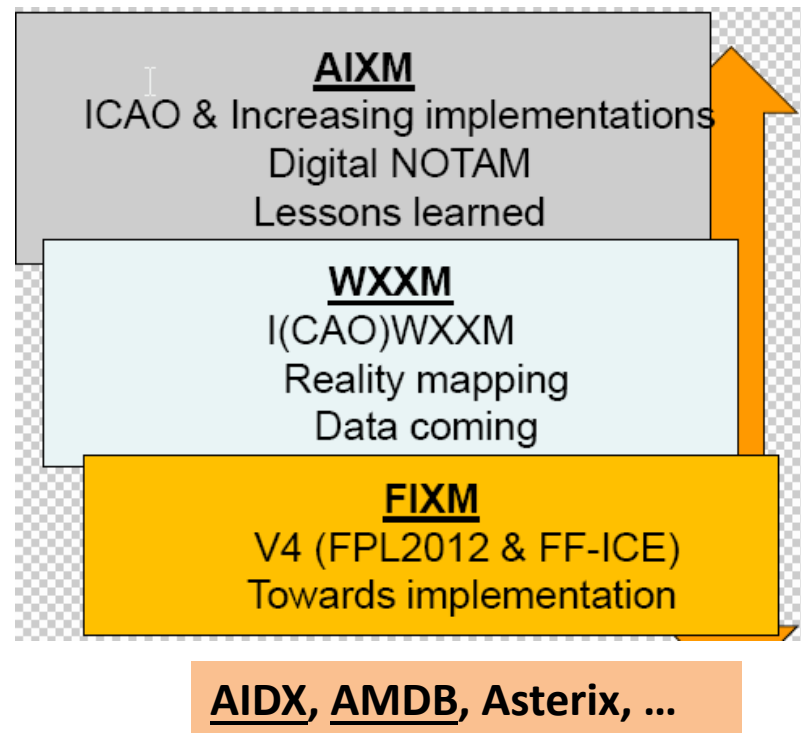 AIXM
ICAO & Increasing implementations
Digital NOTAM
Lessons learned
WXXM
I(CAO)WXXM
Reality mapping
Data coming
FIXM
V4 (FPL2012 & FF-ICE)
Towards implementation
AIDX, AMDB, Asterix, ...